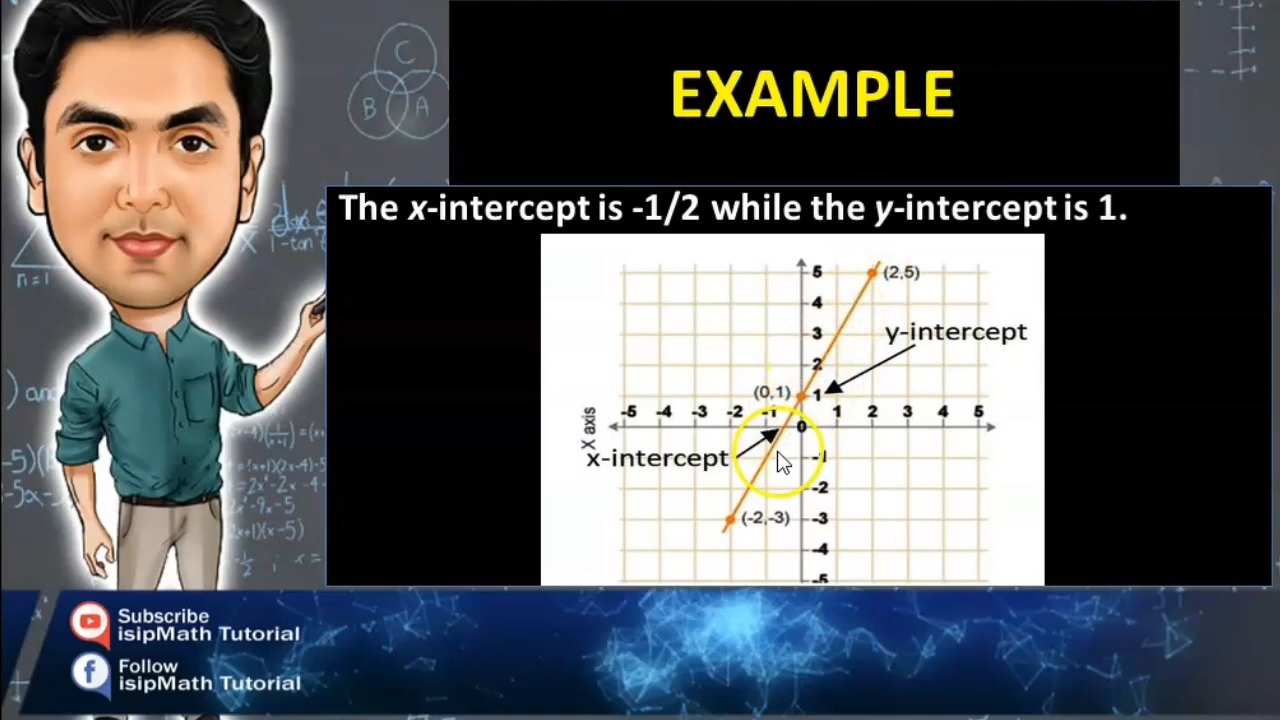 EXAMPLE
The x-intercept is -1/2 while the y-intercept is 1.
5
(2,5)
4
3
y-intercept
2
(0,1)
1
-5 -4 -3 -2 -1 0 1 2 3 4 5
X axis
x-intercept
-1
-2
(-2,-3)
-3
-4
-5
C
B A
n=1
Subscribe
isipMath Tutorial
Follow
isipMath Tutorial